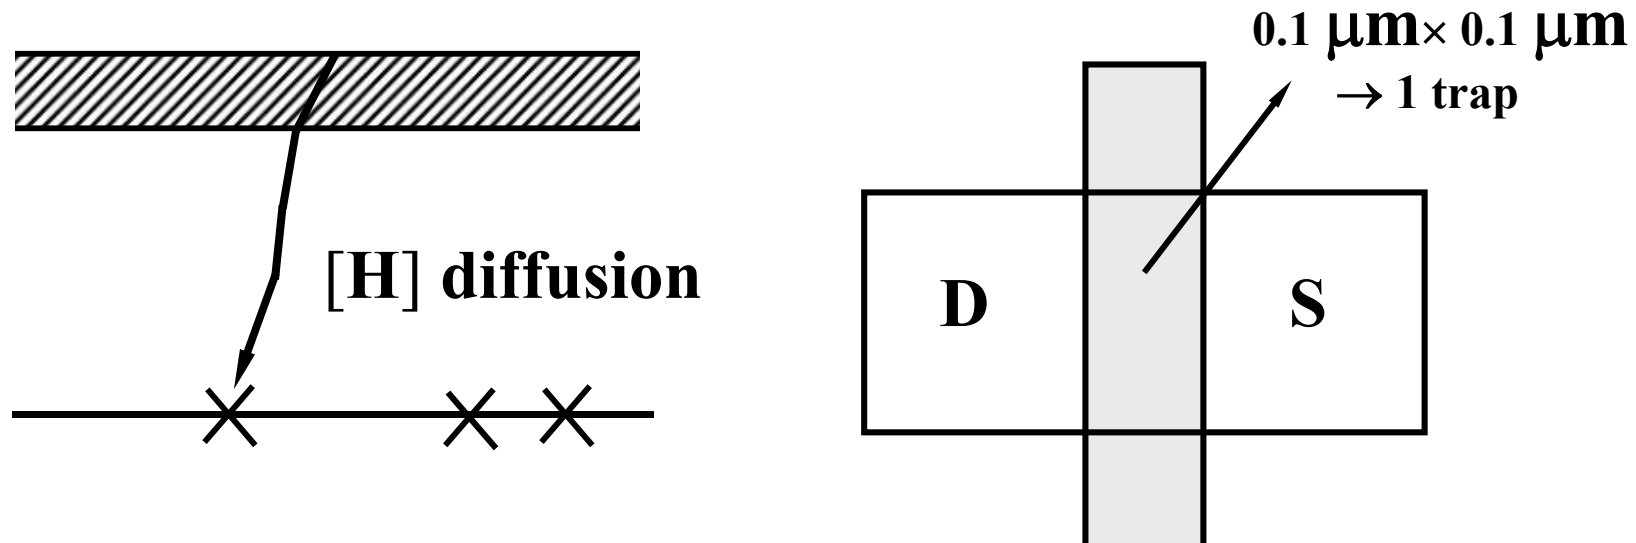 0.1 μm× 0.1 μm
→ 1 trap
[H] diffusion
D
S